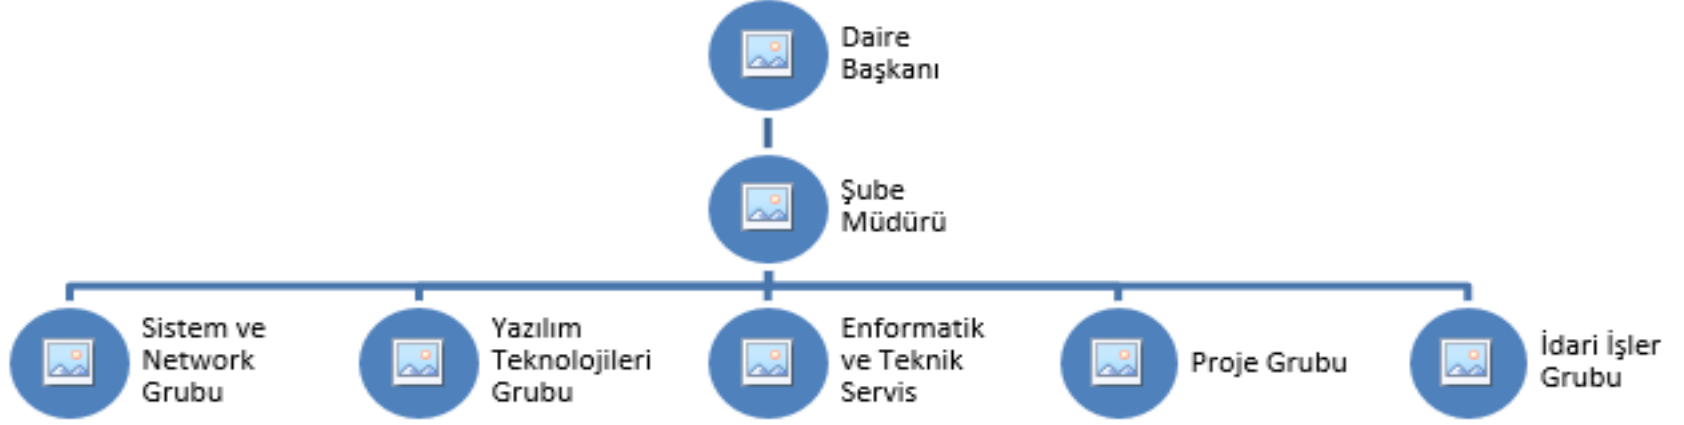 Daire
Başkanı
Şube
Müdürü
Sistem ve
Network
Grubu
Yazılım
Teknolojileri
Grubu
Enformatik
ve Teknik
Servis
Proje Grubu
İdari İşler
Grubu